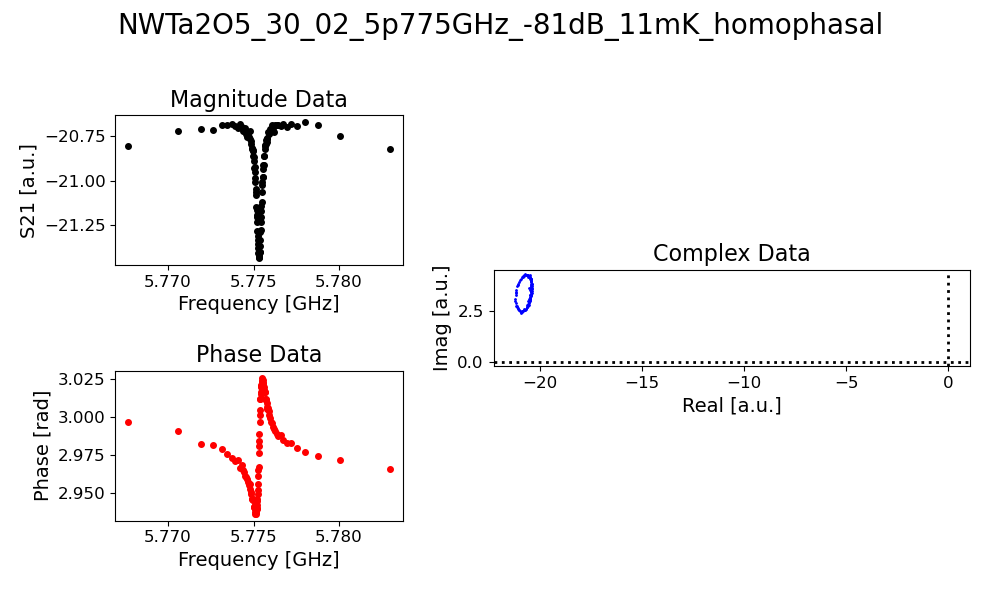 NWTa2O5_30_02_5p775GHz_-81dB_11mK_homophasal
Magnitude Data
S21 [a.u.]
−20.75
−21.00
−21.25
5.770 5.775 5.780
Frequency [GHz]
Phase Data
Phase [rad]
3.025
3.000
2.975
2.950
5.770 5.775 5.780
Frequency [GHz]
Complex Data
Imag [a.u.]
2.5
0.0
−20 −15 −10 −5 0
Real [a.u.]